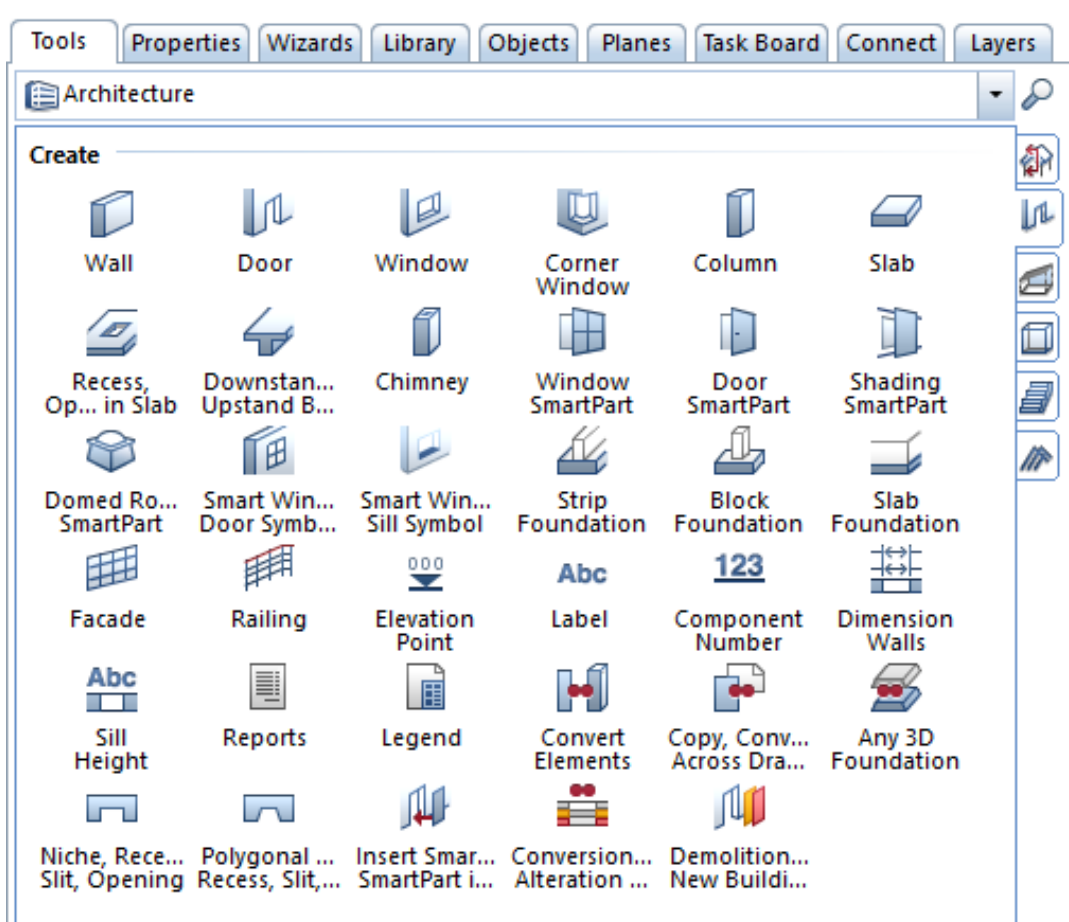 Tools Properties Wizards Library Objects Planes Task Board Connect Layers
Architecture
Create
Wall Door Window Corner Window Column Slab
Recess, Op... in Slab Downstan... Upstand B... Chimney Window SmartPart Door SmartPart Shading SmartPart
Domed Ro... SmartPart Smart Win... Door Symb... Smart Win... Sill Symbol Strip Foundation Block Foundation Slab Foundation
000 Abc 123
Facade Railing Elevation Point Label Component Number Dimension Walls
Abc
Sill Height Reports Legend Convert Elements Copy, Conv... Across Dra... Any 3D Foundation
Niche, Rece... Slit, Opening Polygonal ... Recess, Slit,... Insert Smar... SmartPart i... Conversion... Alteration ... Demolition... New Buildi...